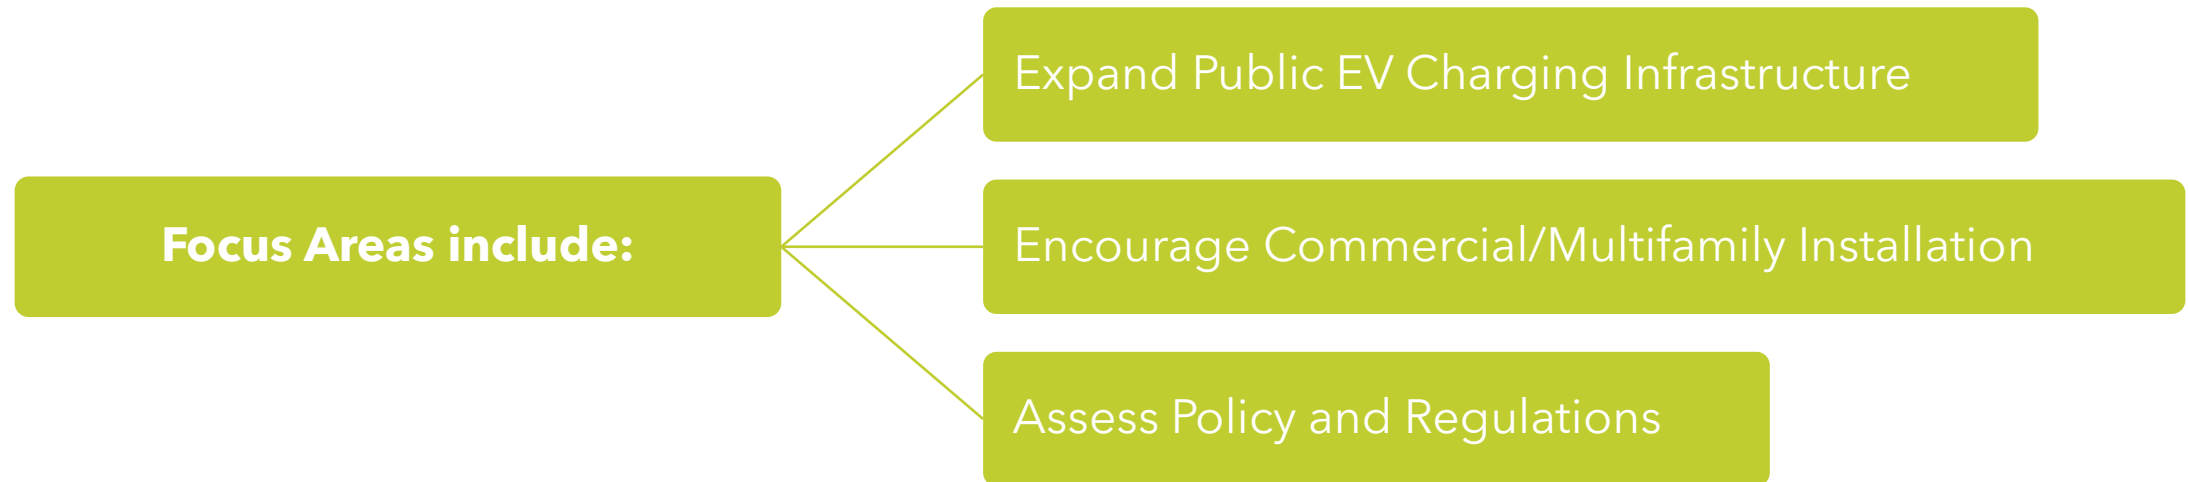 Focus Areas include:
Expand Public EV Charging Infrastructure
Encourage Commercial/Multifamily Installation
Assess Policy and Regulations